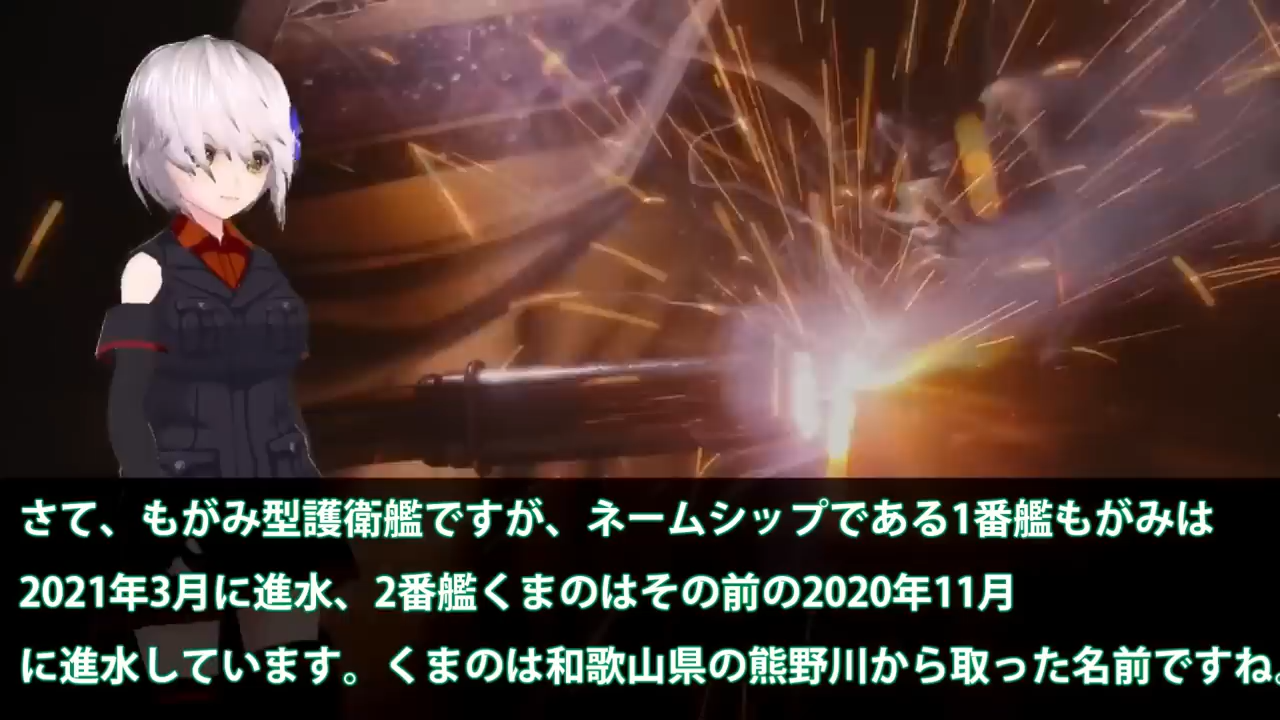 さて、もがみ型護衛艦ですが、ネームシップである1番艦もがみは
2021年3月に進水、2番艦くまのはその前の2020年11月
に進水しています。くまのは和歌山県の熊野川から取った名前ですね。